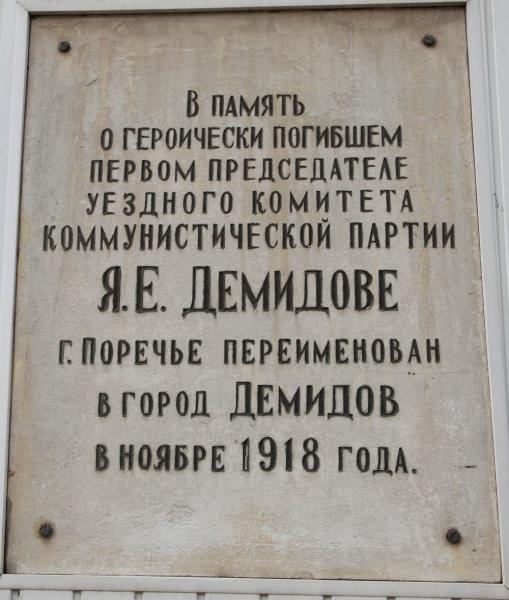 В ПАМЯТЬ
О ГЕРОИЧЕСКИ ПОГИБШЕМ
ПЕРВОМ ПРЕДСЕДАТЕЛЕ
УЕЗДНОГО КОМИТЕТА
КОММУНИСТИЧЕСКОЙ ПАРТИИ
Я.Е. ДЕМИДОВЕ
Г. ПОРЕЧЬЕ ПЕРЕИМЕНОВАН
В ГОРОД ДЕМИДОВ
В НОЯБРЕ 1918 ГОДА.